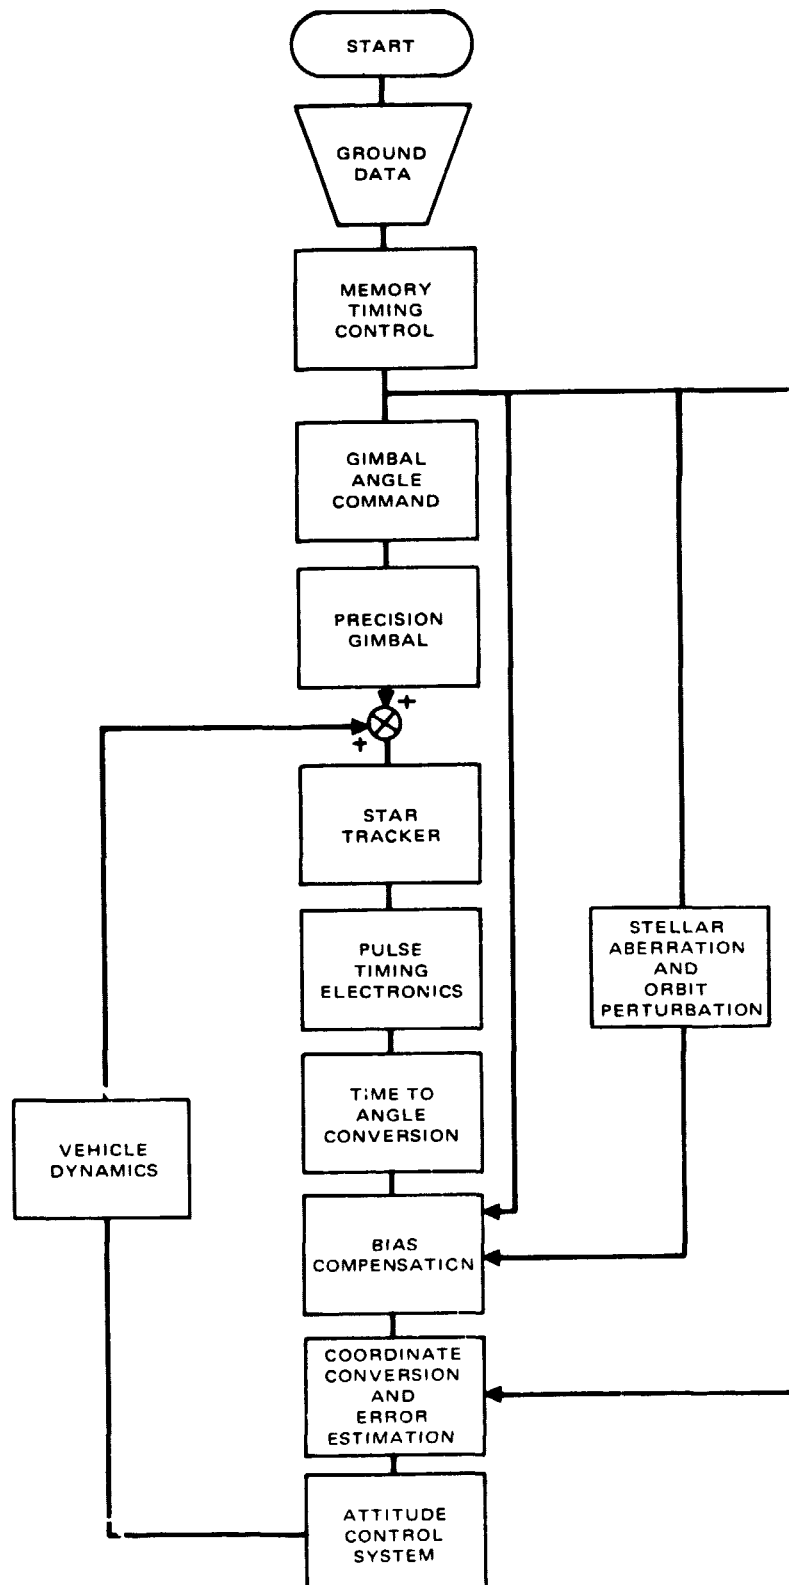 START
GROUND
DATA
MEMORY
TIMING
CONTROL
GIMBAL
ANGLE
COMMAND
PRECISION
GIMBAL
+
+
STAR
TRACKER
PULSE
TIMING
ELECTRONICS
STELLAR
ABERRATION
AND
ORBIT
PERTURBATION
TIME TO
ANGLE
CONVERSION
VEHICLE
DYNAMICS
BIAS
COMPENSATION
COORDINATE
CONVERSION
AND
ERROR
ESTIMATION
ATTITUDE
CONTROL
SYSTEM